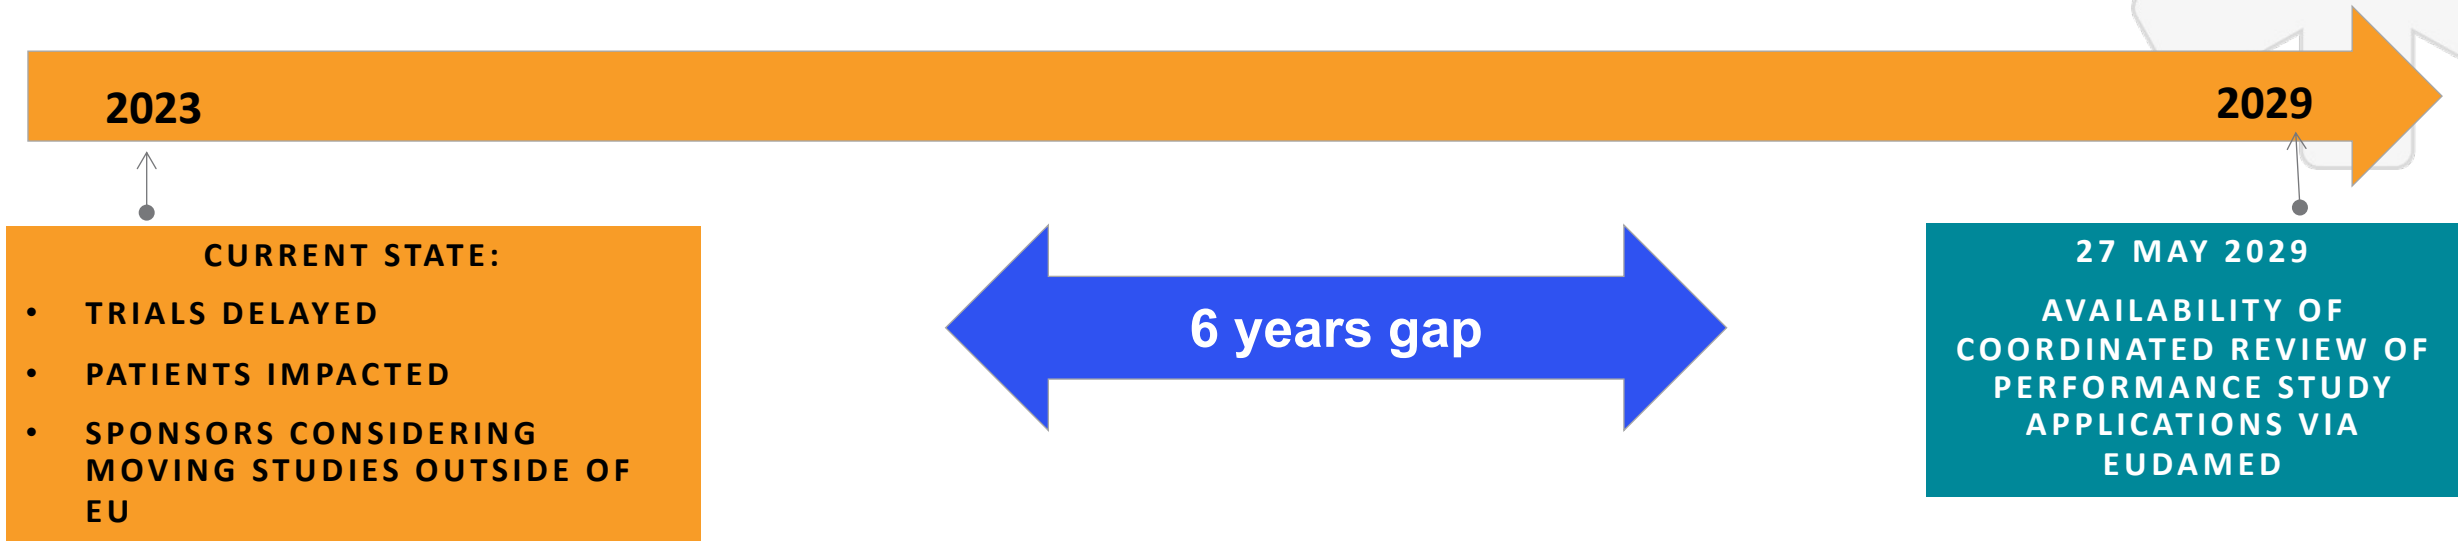 2023
2029
CURRENT STATE:
• TRIALS DELAYED
• PATIENTS IMPACTED
• SPONSORS CONSIDERING
MOVING STUDIES OUTSIDE OF
EU
6 years gap
27 MAY 2029
AVAILABILITY OF
COORDINATED REVIEW OF
PERFORMANCE STUDY
APPLICATIONS VIA
EUDAMED